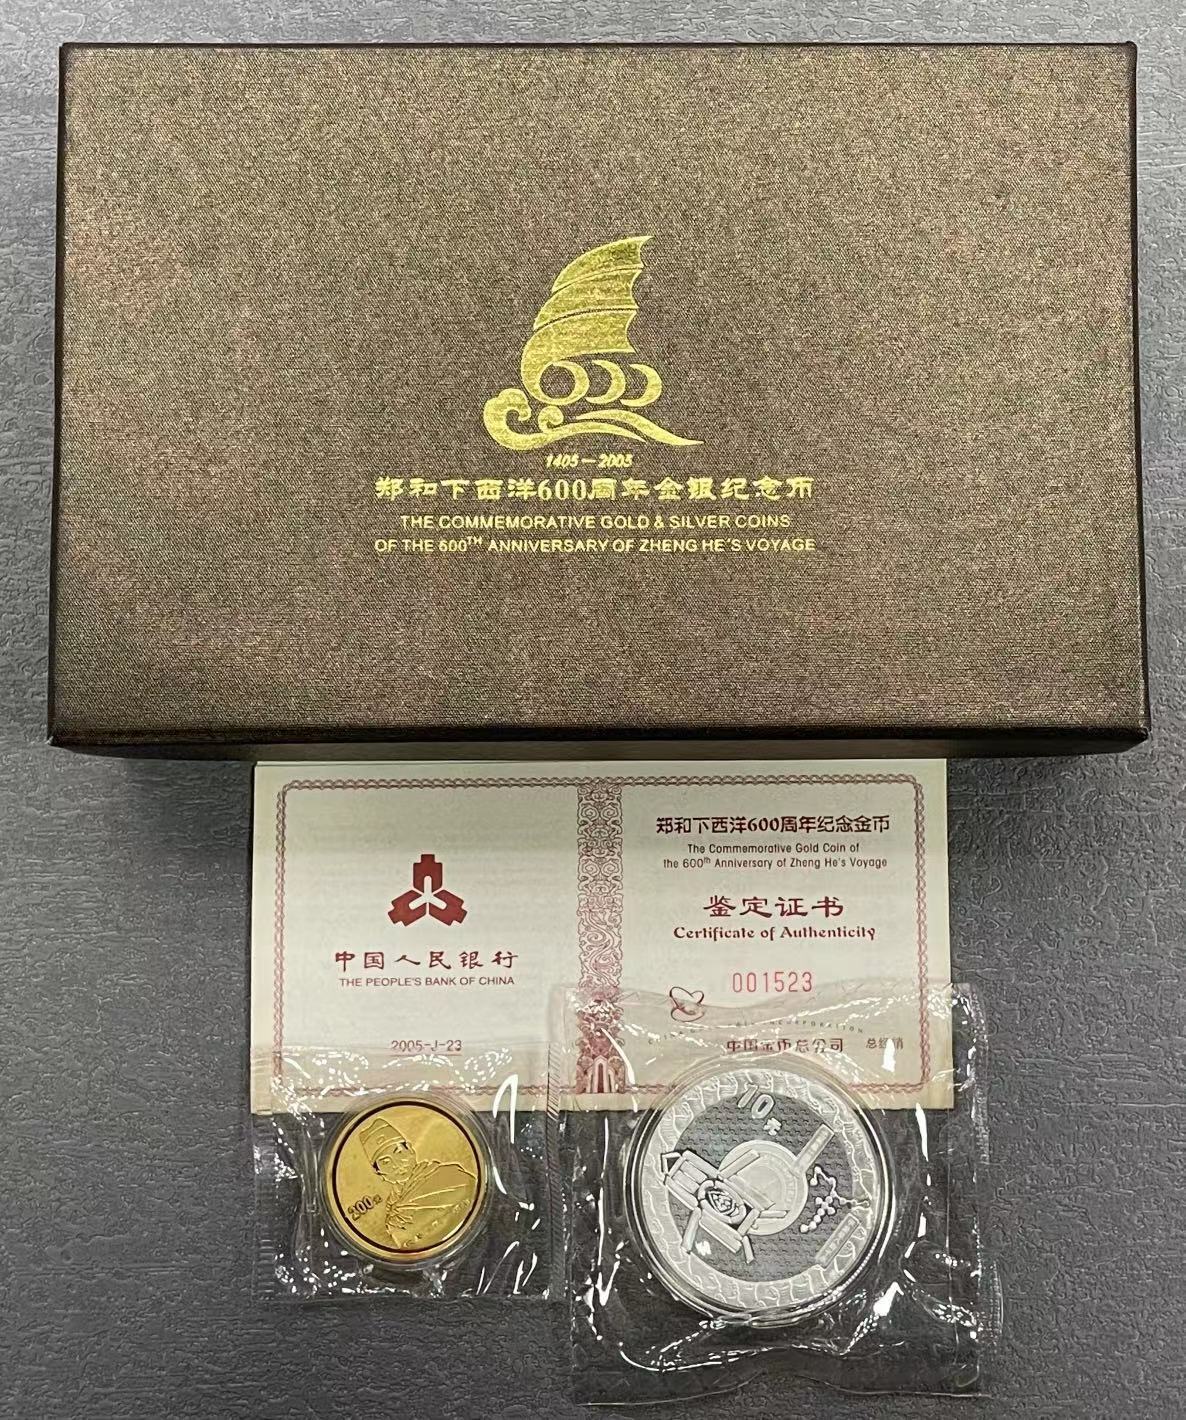 1405—2005
郑和下西洋600周年金银纪念币
THE COMMEMORATIVE GOLD & SILVER COINS
OF THE 600TH ANNIVERSARY OF ZHENG HE'S VOYAGE
中国人民银行
THE PEOPLE'S BANK OF CHINA
2005-J-23
郑和下西洋600周年纪念金币
The Commemorative Gold Coin of
the 600th Anniversary of Zheng He's Voyage
鉴定证书
Certificate of Authenticity
001523
INCORPORATION
中国金币总公司 总经销
200元
10元